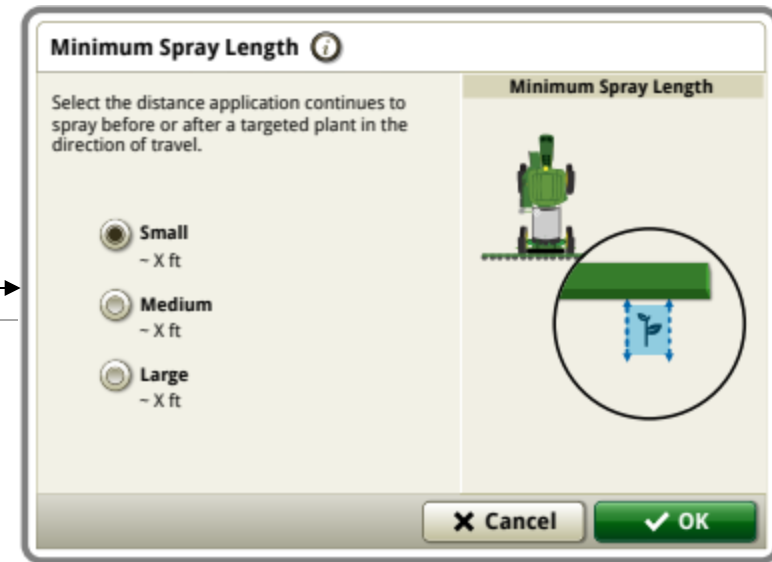 Minimum Spray Length
Minimum Spray Length
Select the distance application continues to
spray before or after a targeted plant in the
direction of travel.
Small
~ X ft
Medium
~ X ft
Large
~ X ft
Cancel
OK